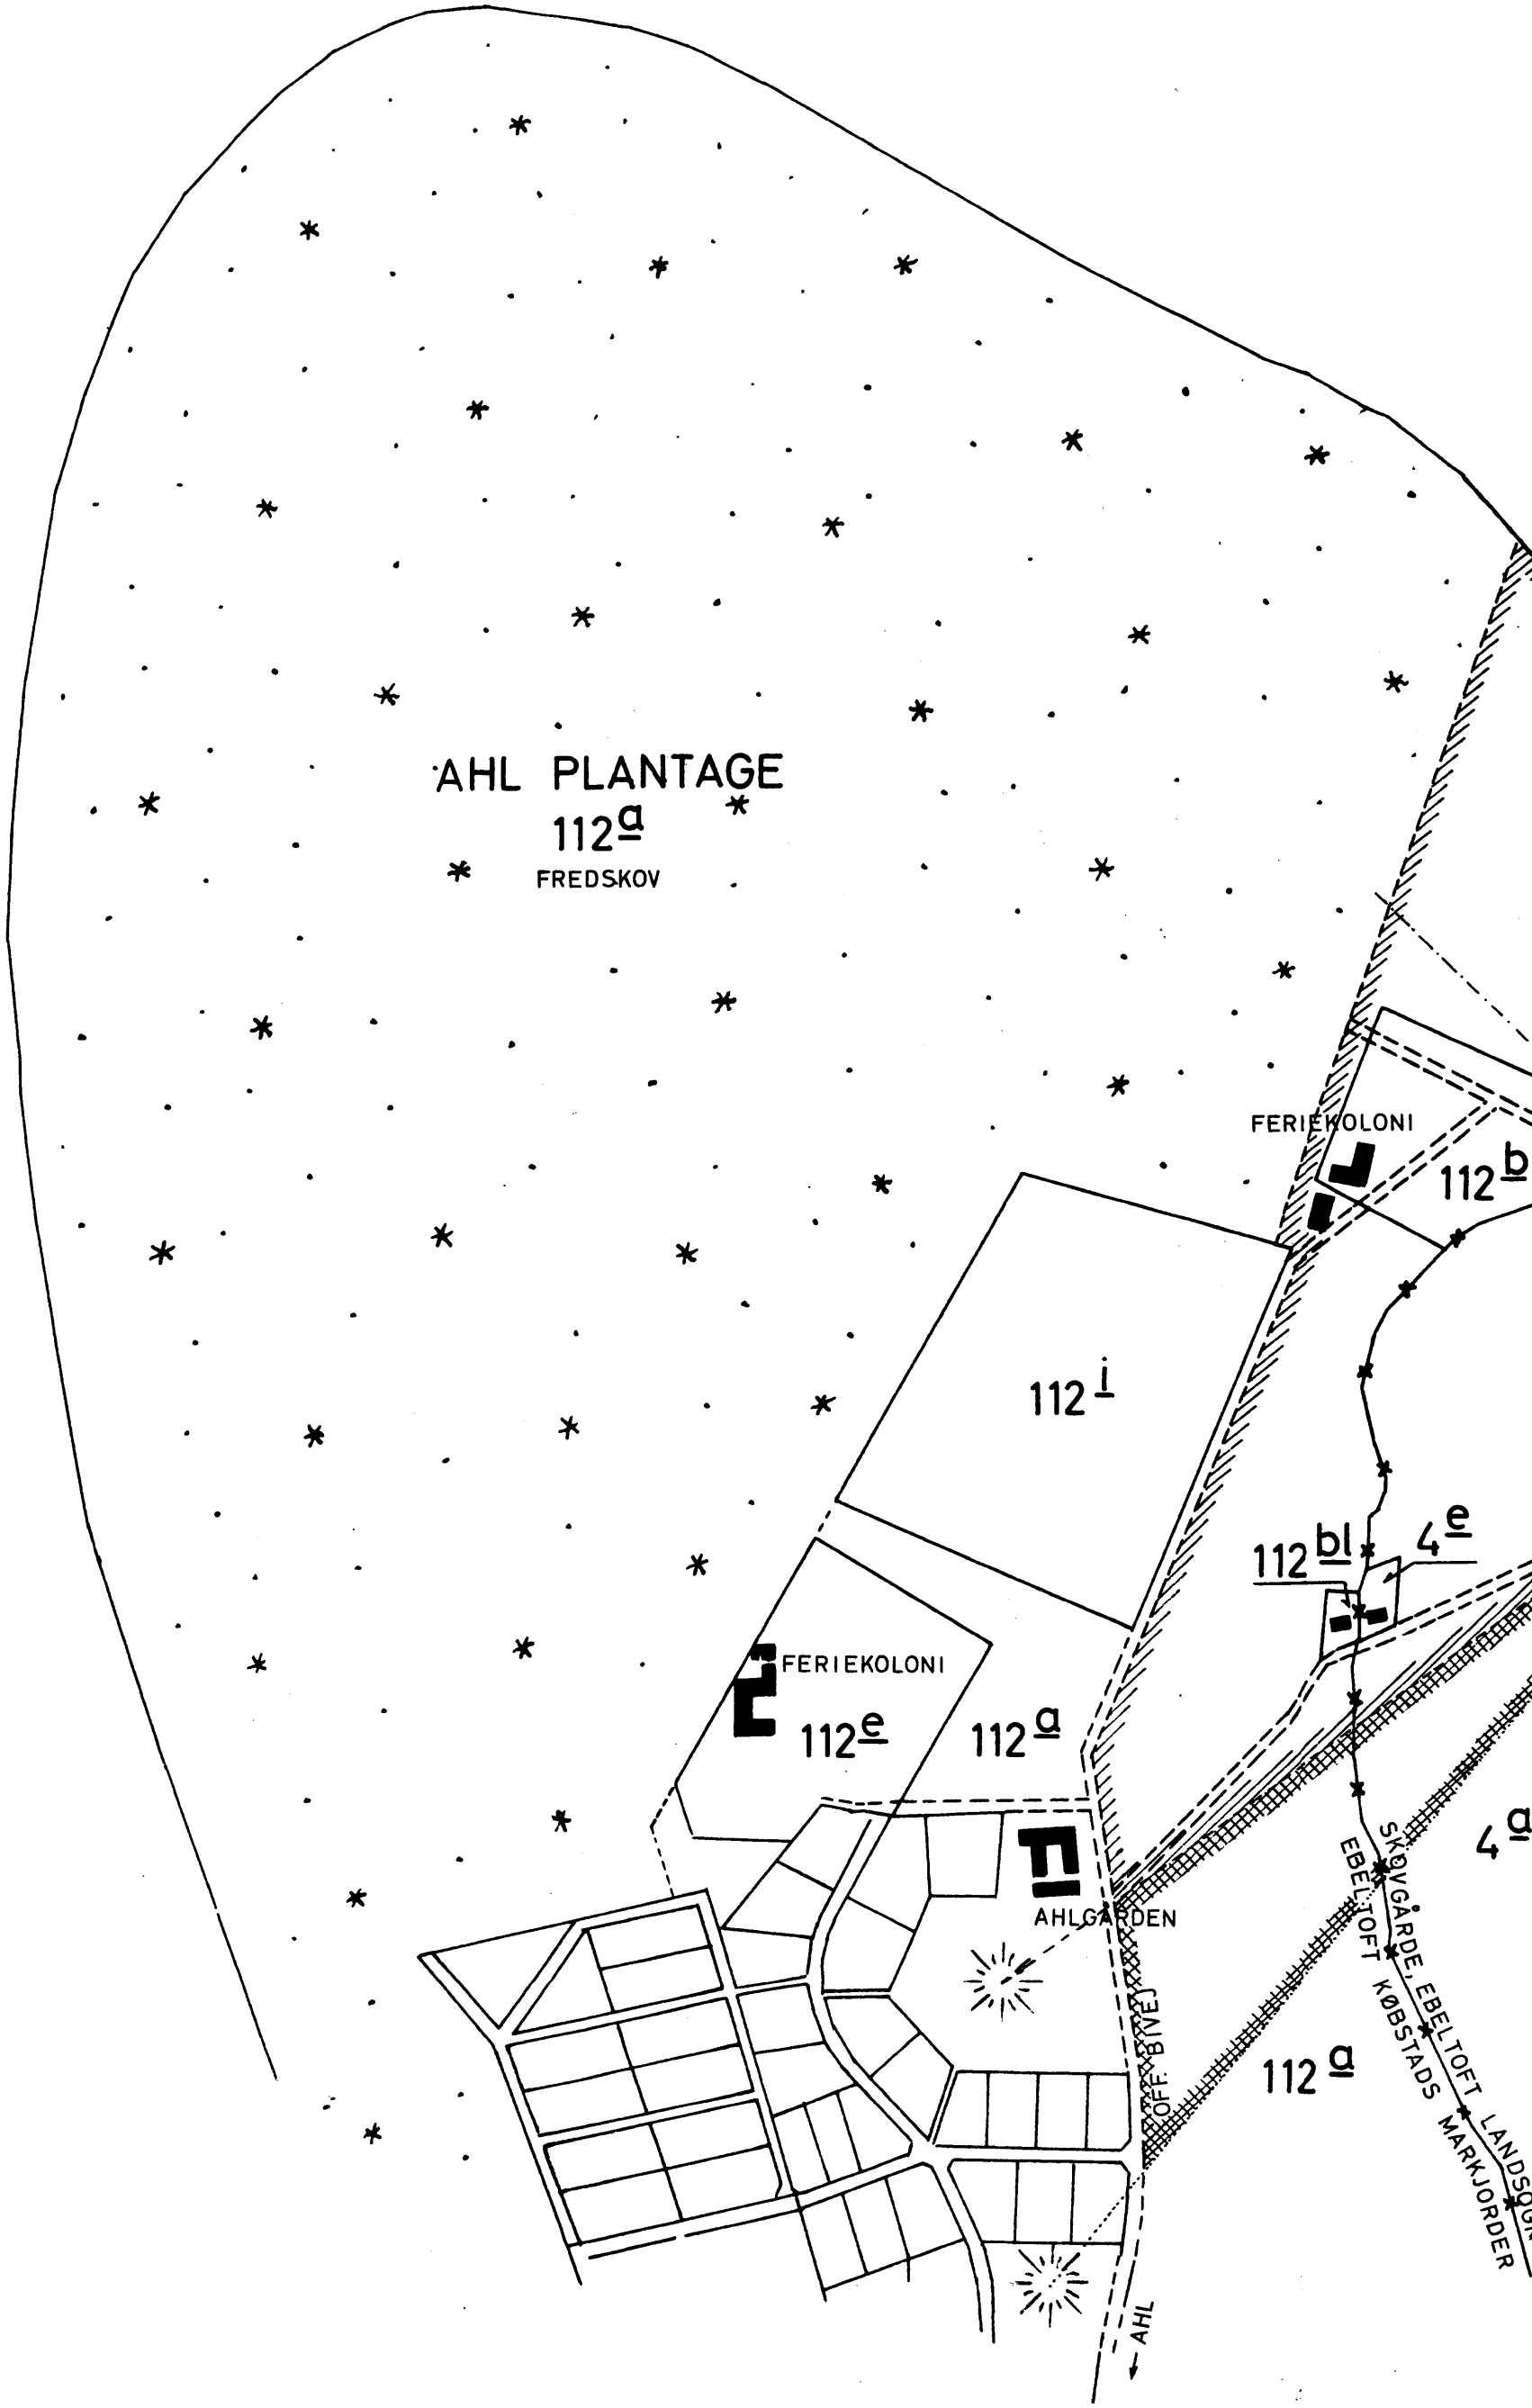 AHL PLANTAGE
112a
FREDSKOV
FERIEKOLONI
112b
112i
112bl
4e
FERIEKOLONI
112e
112a
4a
AHLGÅRDEN
SKOVGÅRDE, EBELTOFT LANDSOGN
EBELTOFT KØBSTADS MARKJORDER
OFF. BIVEJ
112a
AHL